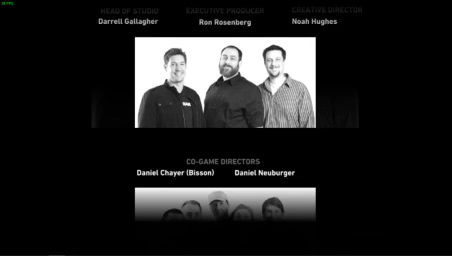 HEAD OF STUDIO EXECUTIVE PRODUCER CREATIVE DIRECTOR
Darrell Gallagher Ron Rosenberg Noah Hughes
CO-GAME DIRECTORS
Daniel Chayer (Bisson) Daniel Neuburger